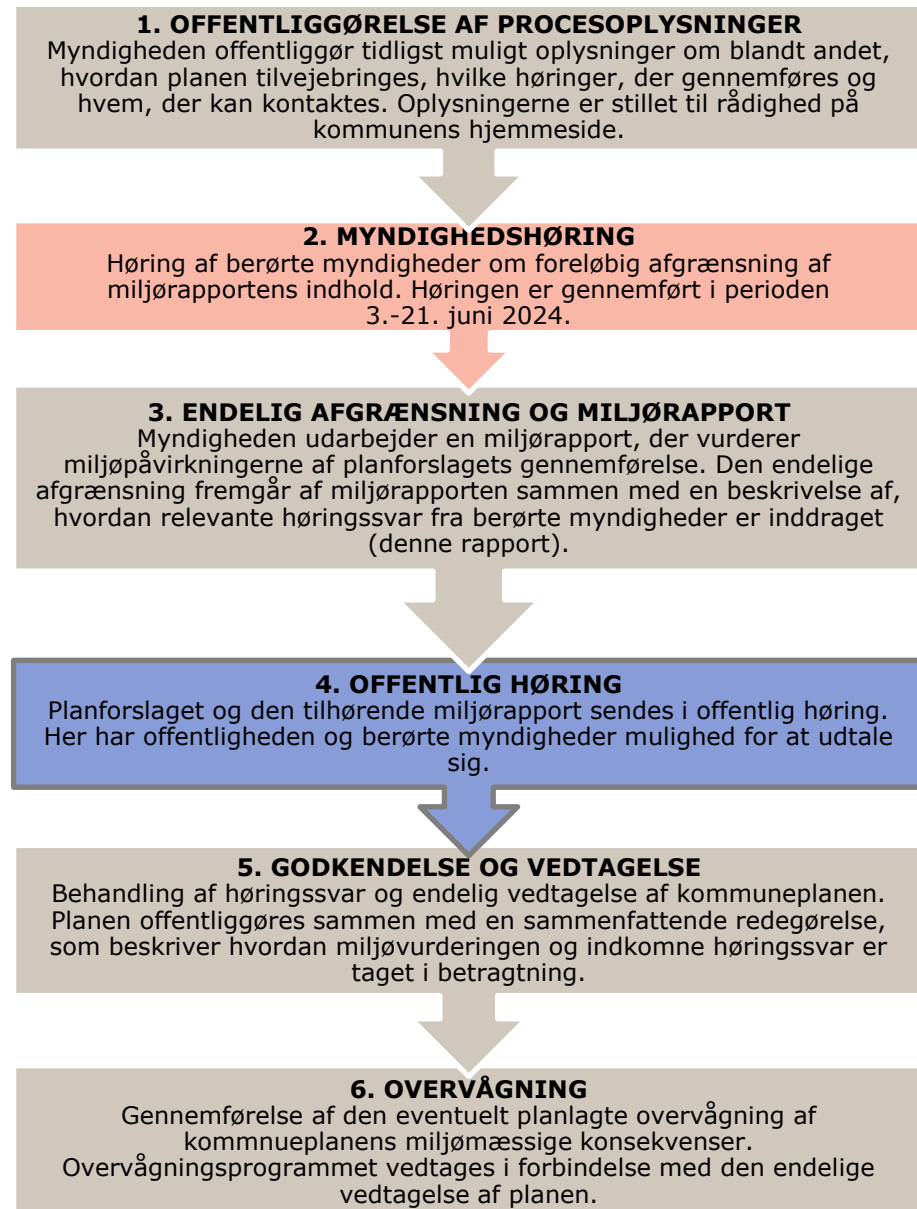 1. OFFENTLIGGØRELSE AF PROCESOPLYSNINGER
Myndigheden offentliggør tidligst muligt oplysninger om blandt andet,
hvordan planen tilvejebringes, hvilke høringer, der gennemføres og
hvem, der kan kontaktes. Oplysningerne er stillet til rådighed på
kommunens hjemmeside.
2. MYNDIGHEDSHØRING
Høring af berørte myndigheder om foreløbig afgrænsning af
miljørapportens indhold. Høringen er gennemført i perioden
3.-21. juni 2024.
3. ENDELIG AFGRÆNSNING OG MILJØRAPPORT
Myndigheden udarbejder en miljørapport, der vurderer
miljøpåvirkningerne af planforslagets gennemførelse. Den endelige
afgrænsning fremgår af miljørapporten sammen med en beskrivelse af,
hvordan relevante høringssvar fra berørte myndigheder er inddraget
(denne rapport).
4. OFFENTLIG HØRING
Planforslaget og den tilhørende miljørapport sendes i offentlig høring.
Her har offentligheden og berørte myndigheder mulighed for at udtale
sig.
5. GODKENDELSE OG VEDTAGELSE
Behandling af høringssvar og endelig vedtagelse af kommuneplanen.
Planen offentliggøres sammen med en sammenfattende redegørelse,
som beskriver hvordan miljøvurderingen og indkomne høringssvar er
taget i betragtning.
6. OVERVÅGNING
Gennemførelse af den eventuelt planlagte overvågning af
kommnueplanens miljømæssige konsekvenser.
Overvågningsprogrammet vedtages i forbindelse med den endelige
vedtagelse af planen.